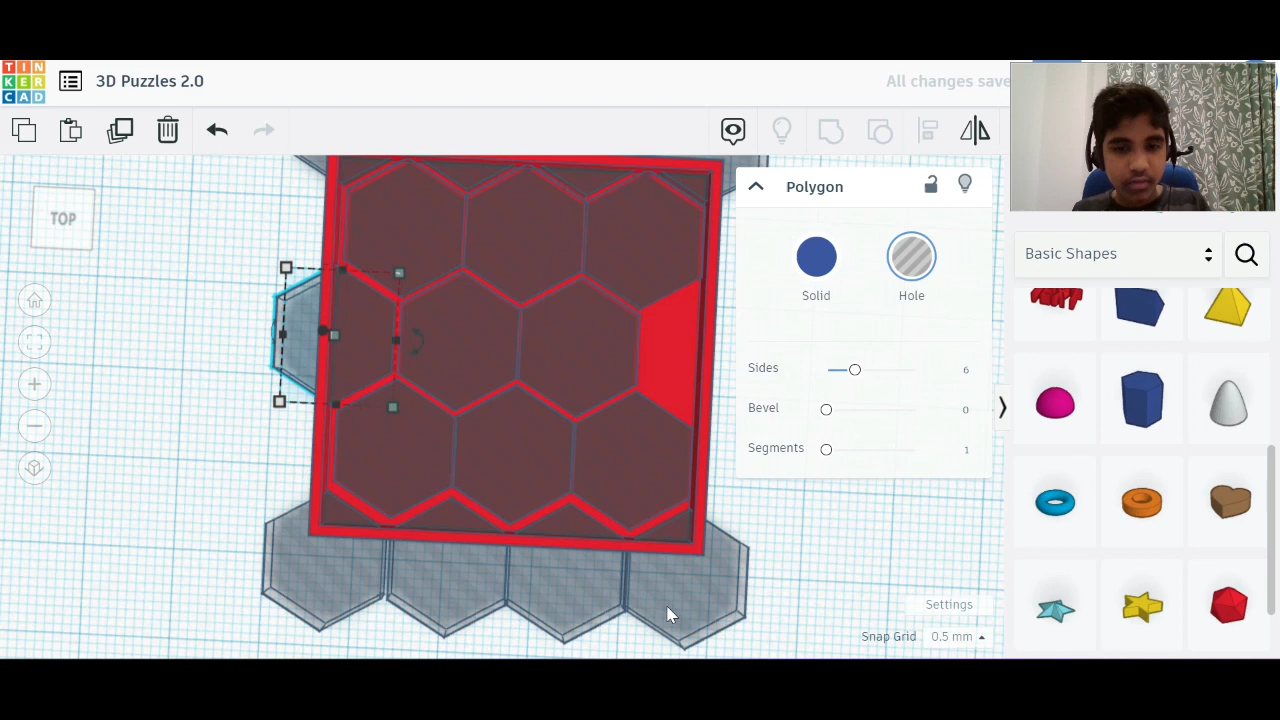 TIN
KER
CAD
3D Puzzles 2.0
All changes save
TOP
Polygon
Solid
Hole
Sides
6
Bevel
0
Segments
1
Settings
Snap Grid
0.5 mm
Basic Shapes